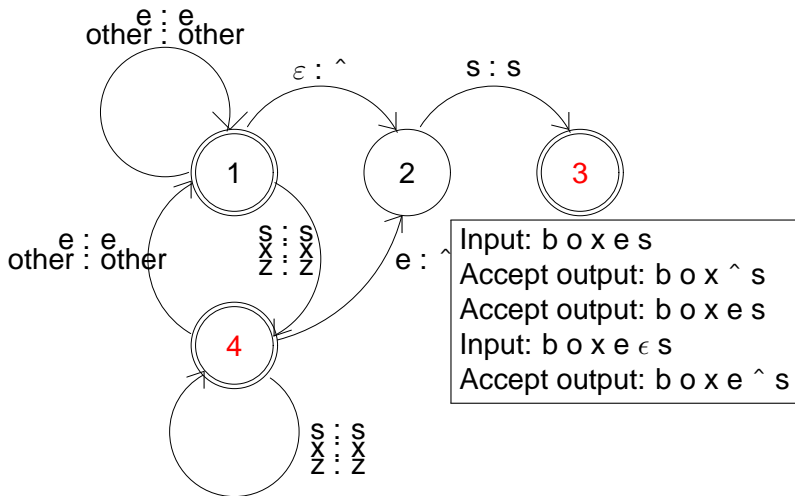 e : e
other : other
ε : ˆ
s : s
1
2
3
e : e
other : other
s : s
x : x
z : z
e : ˆ
4
s : s
x : x
z : z
Input: b o x e s
Accept output: b o x ˆ s
Accept output: b o x e s
Input: b o x e ϵ s
Accept output: b o x e ˆ s